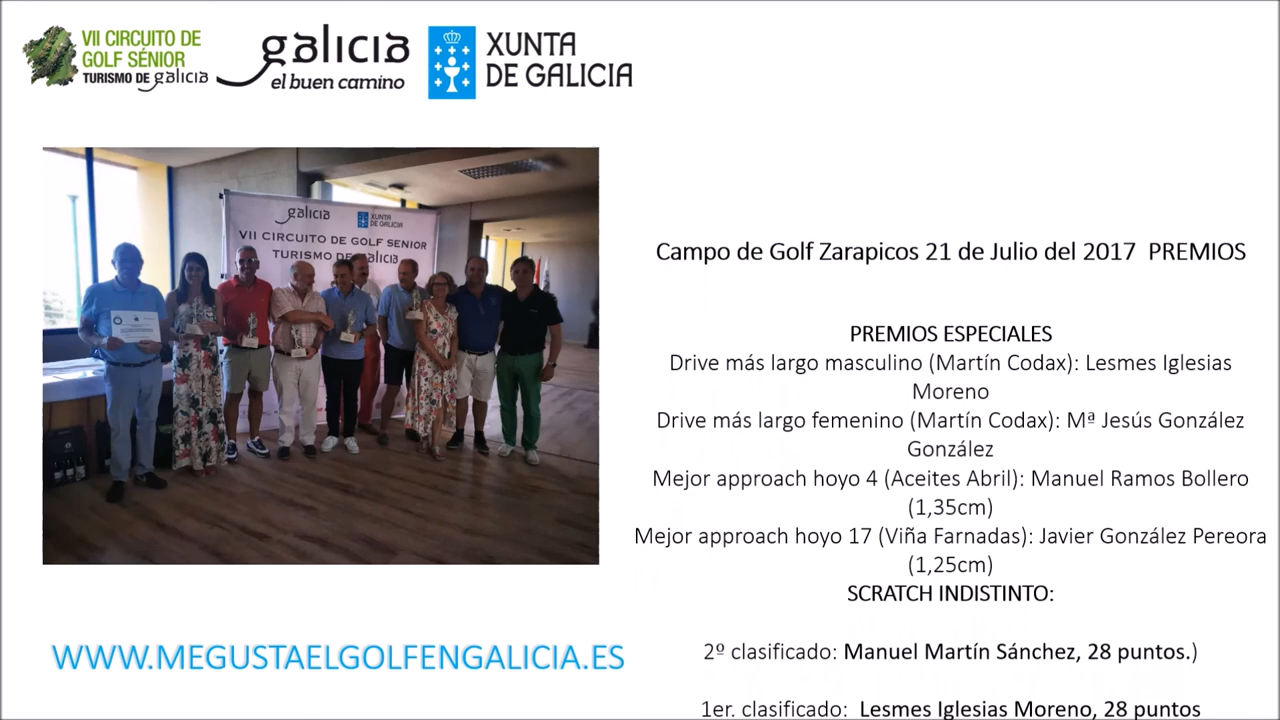 VII CIRCUITO DE
GOLF SÉNIOR
TURISMO DE galicia
galicia
el buen camino
XUNTA
DE GALICIA
galicia
XUNTA
DE GALICIA
VII CIRCUITO DE GOLF SENIOR
TURISMO DE galicia
Campo de Golf Zarapicos 21 de Julio del 2017 PREMIOS
PREMIOS ESPECIALES
Drive más largo masculino (Martín Codax): Lesmes Iglesias
Moreno
Drive más largo femenino (Martín Codax): Mª Jesús González
González
Mejor approach hoyo 4 (Aceites Abril): Manuel Ramos Bollero
(1,35cm)
Mejor approach hoyo 17 (Viña Farnadas): Javier González Pereora
(1,25cm)
SCRATCH INDISTINTO:
2º clasificado: Manuel Martín Sánchez, 28 puntos.)
1er. clasificado: Lesmes Iglesias Moreno, 28 puntos
WWW.MEGUSTAELGOLFENGALICIA.ES